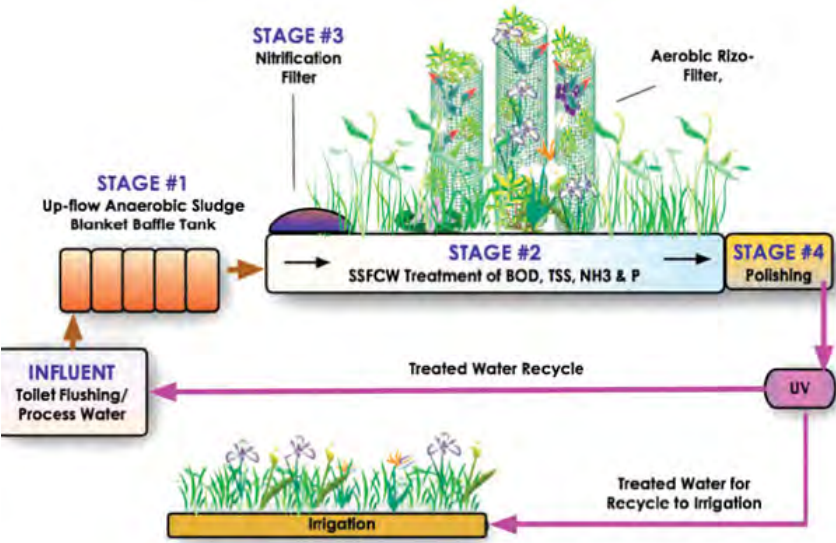 STAGE #3
Nitrification
Filter
Aerobic Rizo-
Filter,
STAGE #1
Up-flow Anaerobic Sludge
Blanket Baffle Tank
STAGE #2
SSFCW Treatment of BOD, TSS, NH3 & P
STAGE #4
Polishing
INFLUENT
Toilet Flushing/
Process Water
Treated Water Recycle
UV
Treated Water for
Recycle to Irrigation
Irrigation